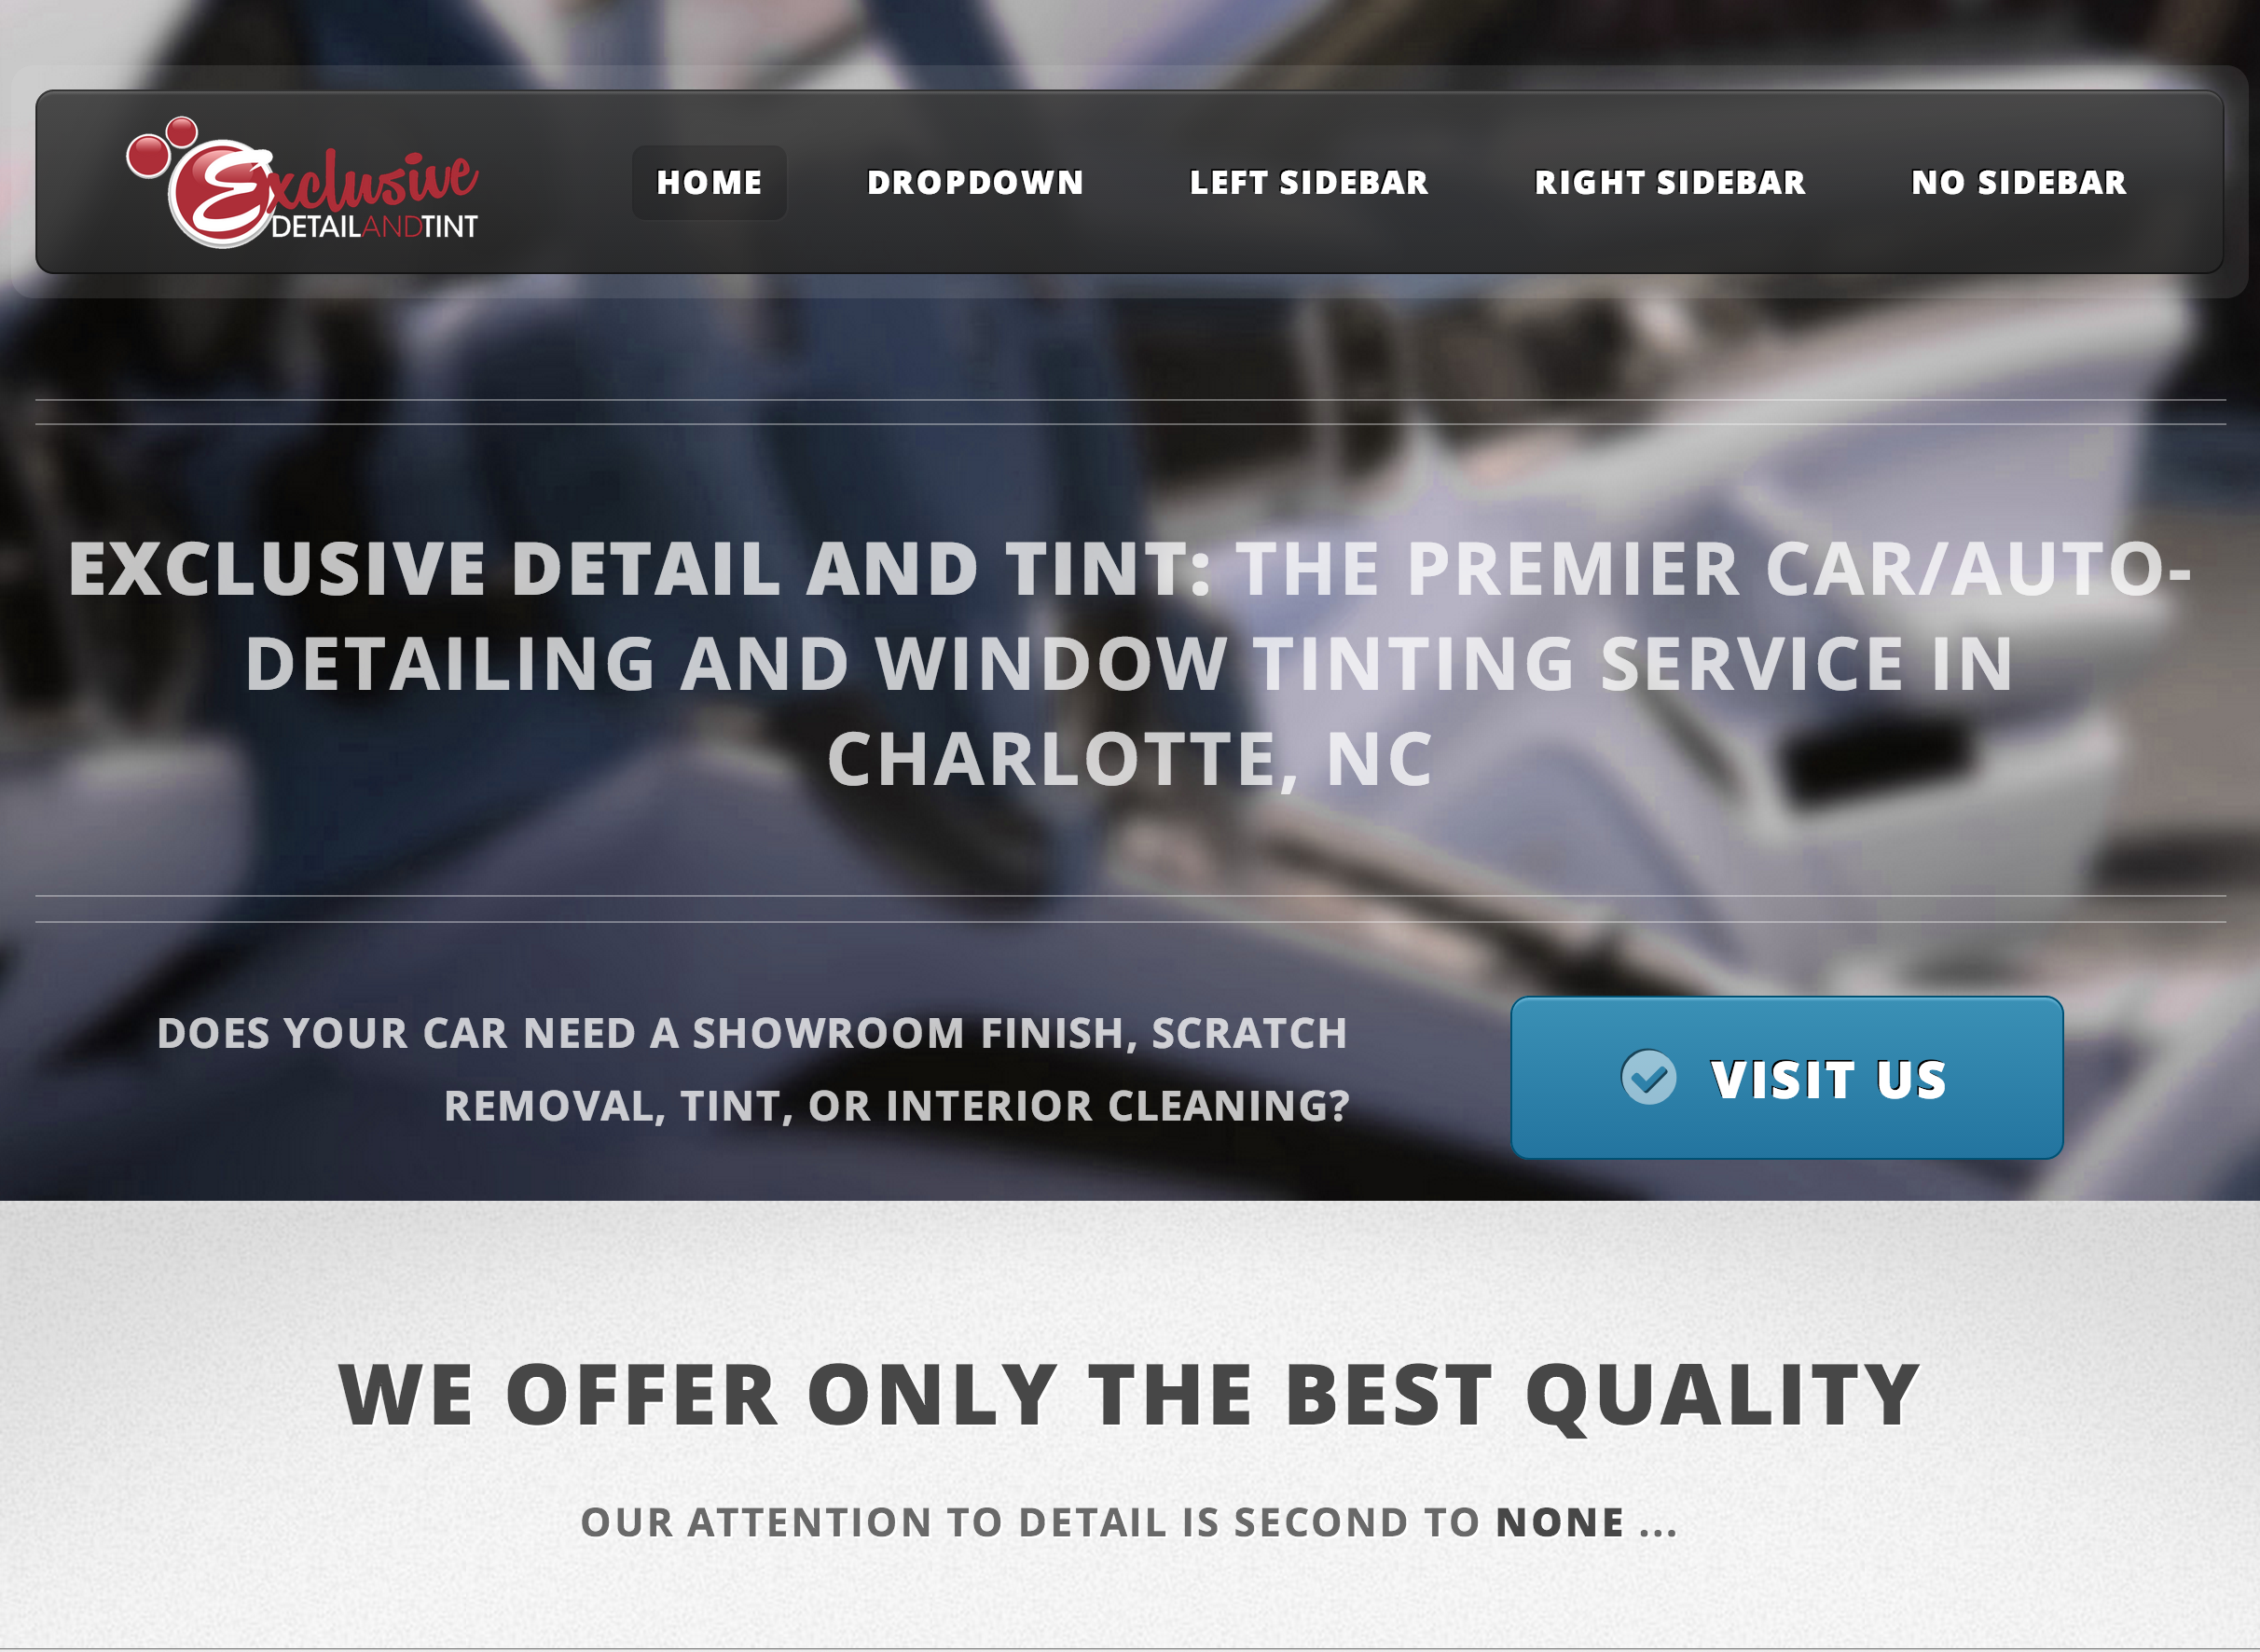 Exclusive
DETAILANDTINT
HOME
DROPDOWN
LEFT SIDEBAR
RIGHT SIDEBAR
NO SIDEBAR
EXCLUSIVE DETAIL AND TINT: THE PREMIER CAR/AUTO-
DETAILING AND WINDOW TINTING SERVICE IN
CHARLOTTE, NC
DOES YOUR CAR NEED A SHOWROOM FINISH, SCRATCH
REMOVAL, TINT, OR INTERIOR CLEANING?
VISIT US
WE OFFER ONLY THE BEST QUALITY
OUR ATTENTION TO DETAIL IS SECOND TO NONE ...